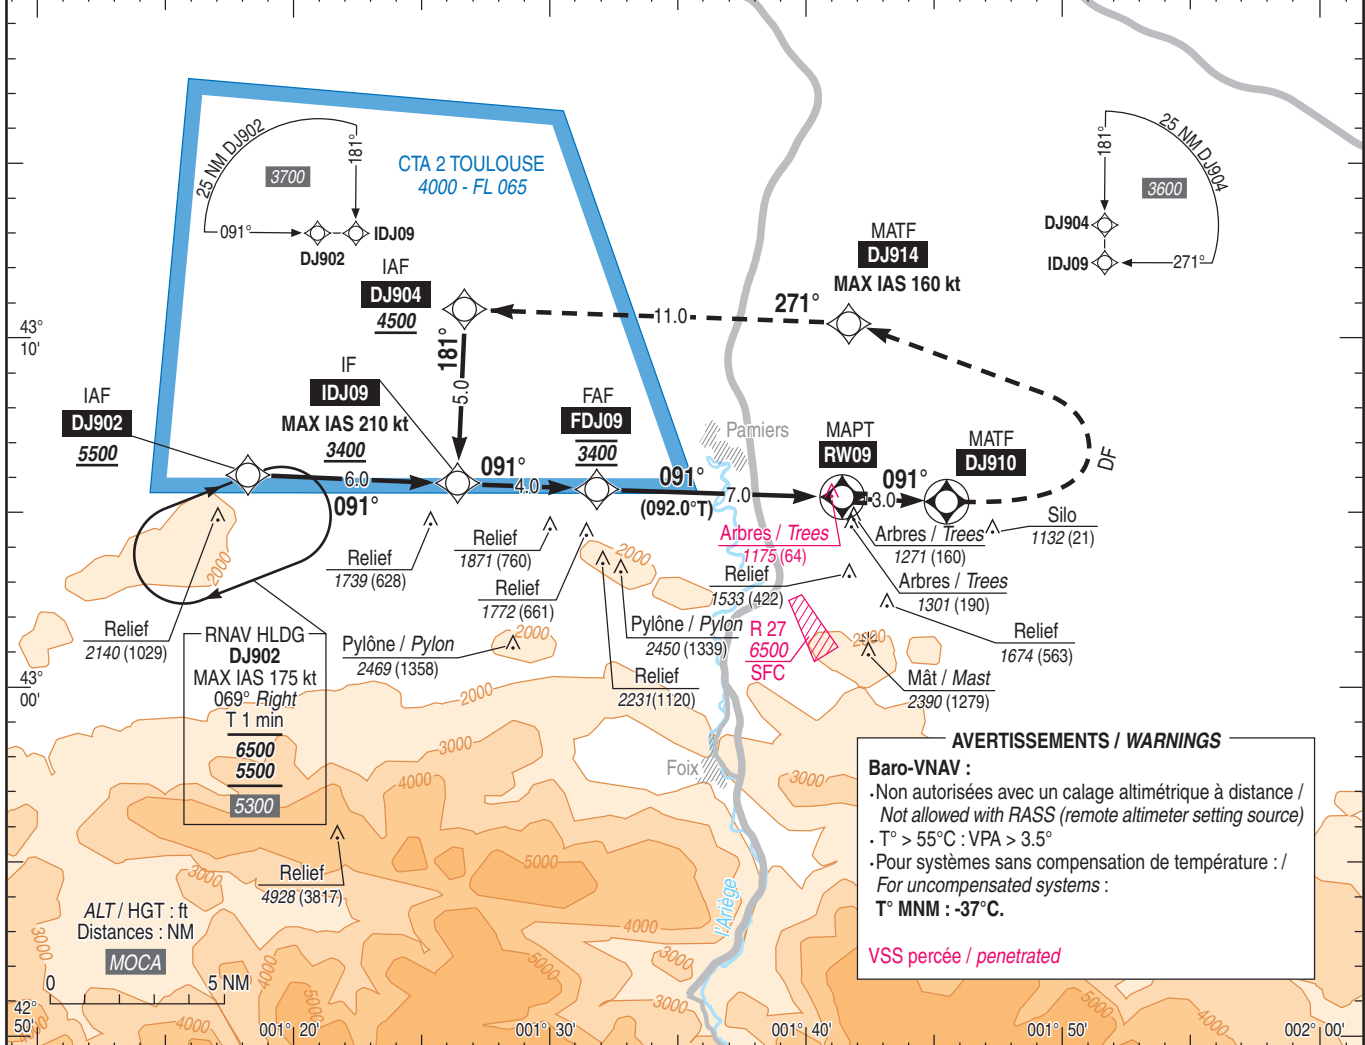 25 NM DJ902
181°
3700
091°
IDJ09
DJ902
CTA 2 TOULOUSE
4000 - FL 065
25 NM DJ904
181°
3600
DJ904
IDJ09
271°
MATF
DJ914
MAX IAS 160 kt
IAF
DJ904
4500
11.0
271°
43°
10'
181°
5.0
IF
IDJ09
MAX IAS 210 kt
3400
IAF
DJ902
5500
FAF
FDJ09
3400
Pamiers
MAPT
RW09
MATF
DJ910
DF
6.0
091°
091°
4.0
091°
(092.0°T)
7.0
091°
3.0
Arbres / Trees
1175 (64)
Arbres / Trees
1271 (160)
Silo
1132 (21)
Relief
1739 (628)
Relief
1871 (760)
Relief
1772 (661)
2000
2000
Relief
1533 (422)
Arbres / Trees
1301 (190)
Relief
2140 (1029)
RNAV HLDG
DJ902
MAX IAS 175 kt
069° Right
T 1 min
6500
5500
5300
Pylône / Pylon
2469 (1358)
2000
Pylône / Pylon
2450 (1339)
R 27
6500
SFC
2000
Relief
1674 (563)
Relief
2231(1120)
Mât / Mast
2390 (1279)
43°
00'
2000
3000
4000
Foix
3000
AVERTISSEMENTS / WARNINGS
Baro-VNAV :
·Non autorisées avec un calage altimétrique à distance /
Not allowed with RASS (remote altimeter setting source)
· T° > 55°C : VPA > 3.5°
·Pour systèmes sans compensation de température : /
For uncompensated systems :
T° MNM : -37°C.
VSS percée / penetrated
Relief
4928 (3817)
3000
5000
l'Ariège
4000
3000
ALT / HGT : ft
Distances : NM
MOCA
0
5 NM
3000
4000
5000
5000
3000
3000
5000
4000
4000
42°
50'
001° 20'
001° 30'
001° 40'
001° 50'
002° 00'